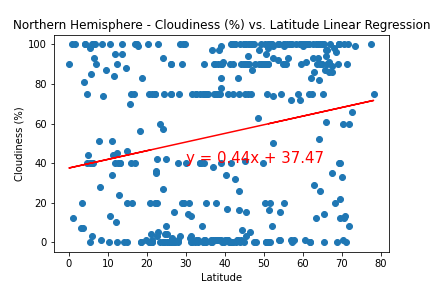 Northern Hemisphere - Cloudiness (%) vs. Latitude Linear Regression
100
80
60
40
20
0
Cloudiness (%)
y = 0.44x + 37.47
0 10 20 30 40 50 60 70 80
Latitude